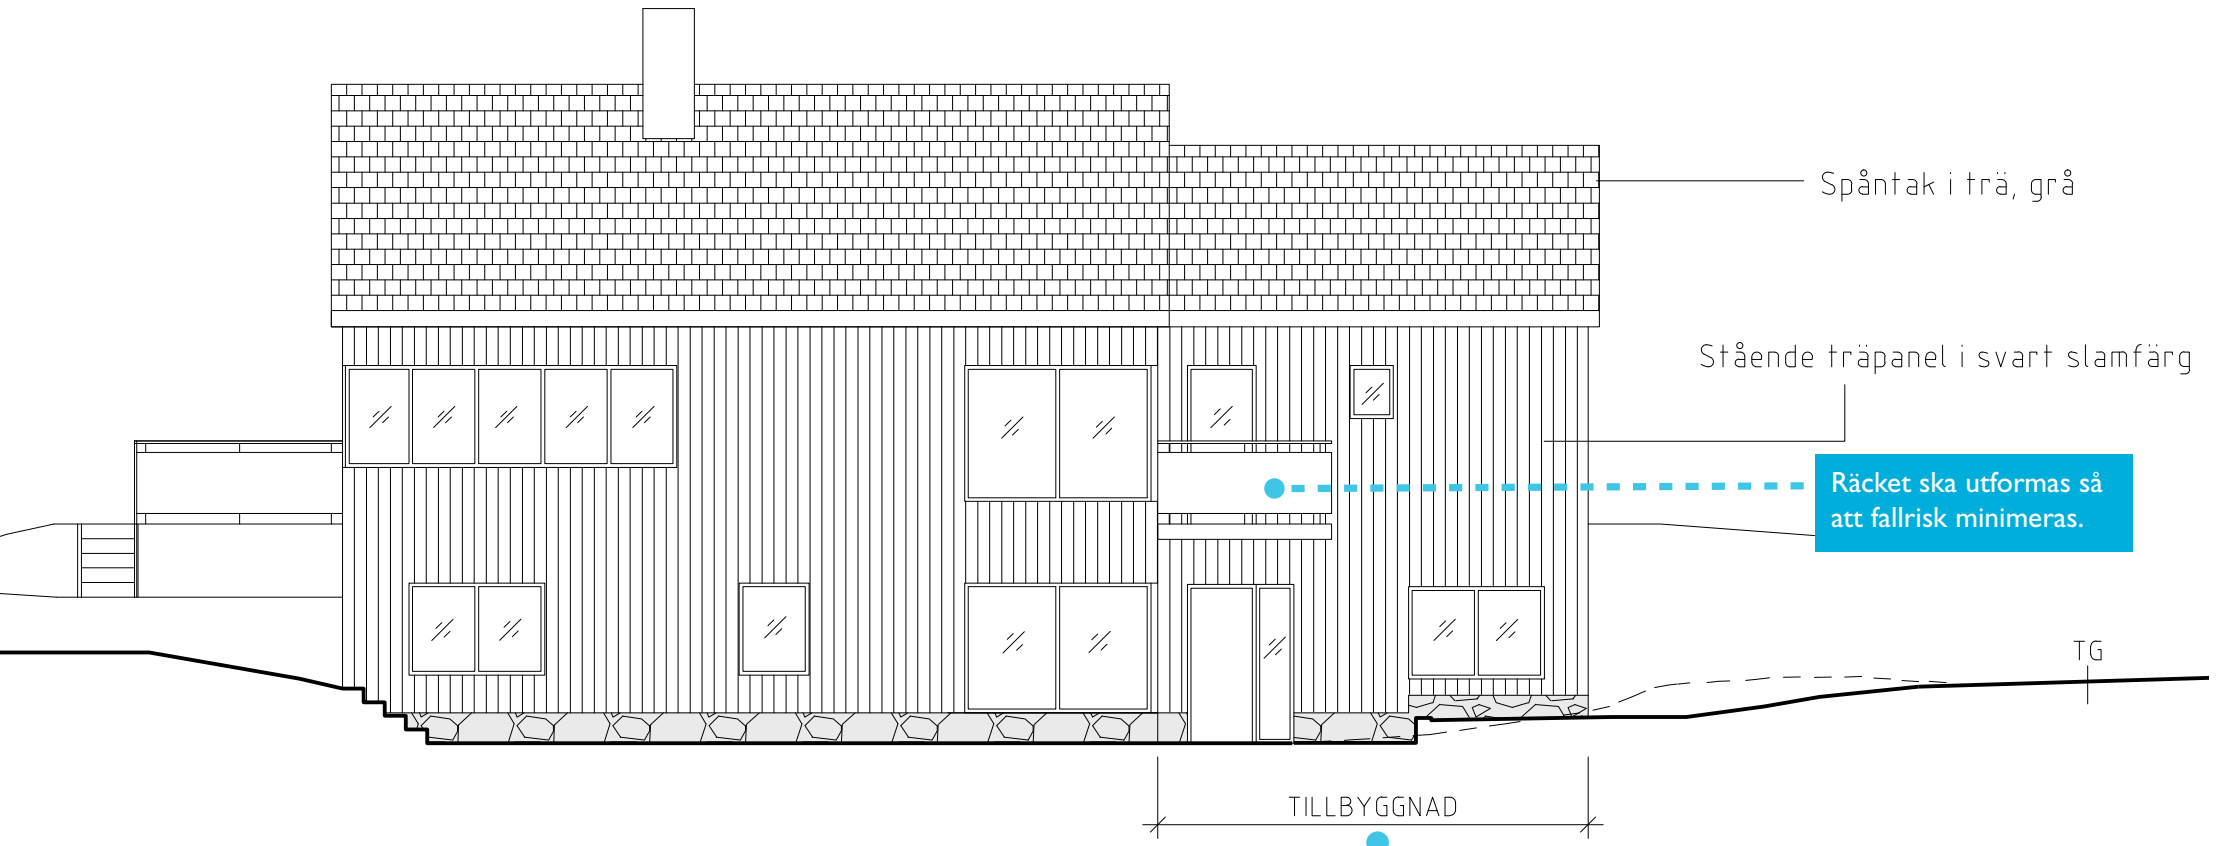 Spåntak i trä, grå
Stående träpanel i svart slamfärg
Räcket ska utformas så
att fallrisk minimeras.
TG
TILLBYGGNAD